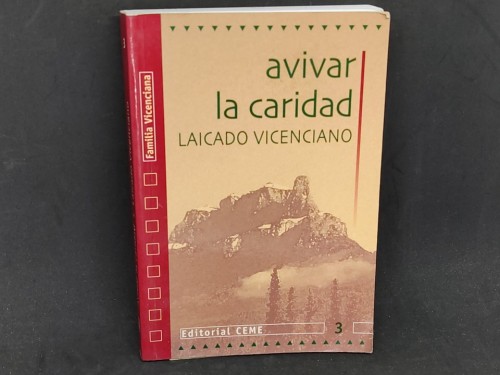 avivar
la caridad
LAICADO VICENCIANO
Familia Vicenciana
Editorial CEME
3